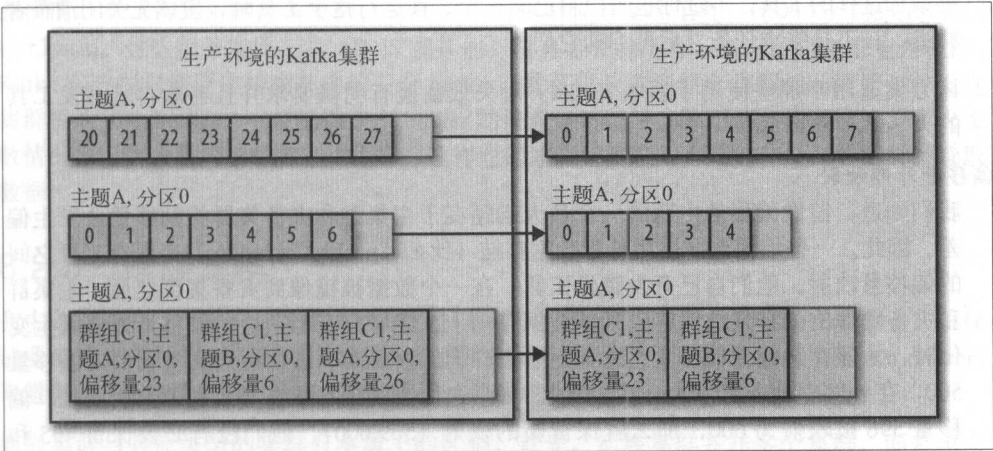 生产环境的Kafka集群
主题A, 分区0
20 21 22 23 24 25 26 27
主题A, 分区0
0 1 2 3 4 5 6
主题A, 分区0
群组C1,主
题A,分区0,
偏移量23
群组C1,主
题B,分区0,
偏移量6
群组C1,主
题A,分区0,
偏移量26
生产环境的Kafka集群
主题A, 分区0
0 1 2 3 4 5 6 7
主题A, 分区0
0 1 2 3 4
主题A, 分区0
群组C1,主
题A,分区0,
偏移量23
群组C1,主
题B,分区0,
偏移量6